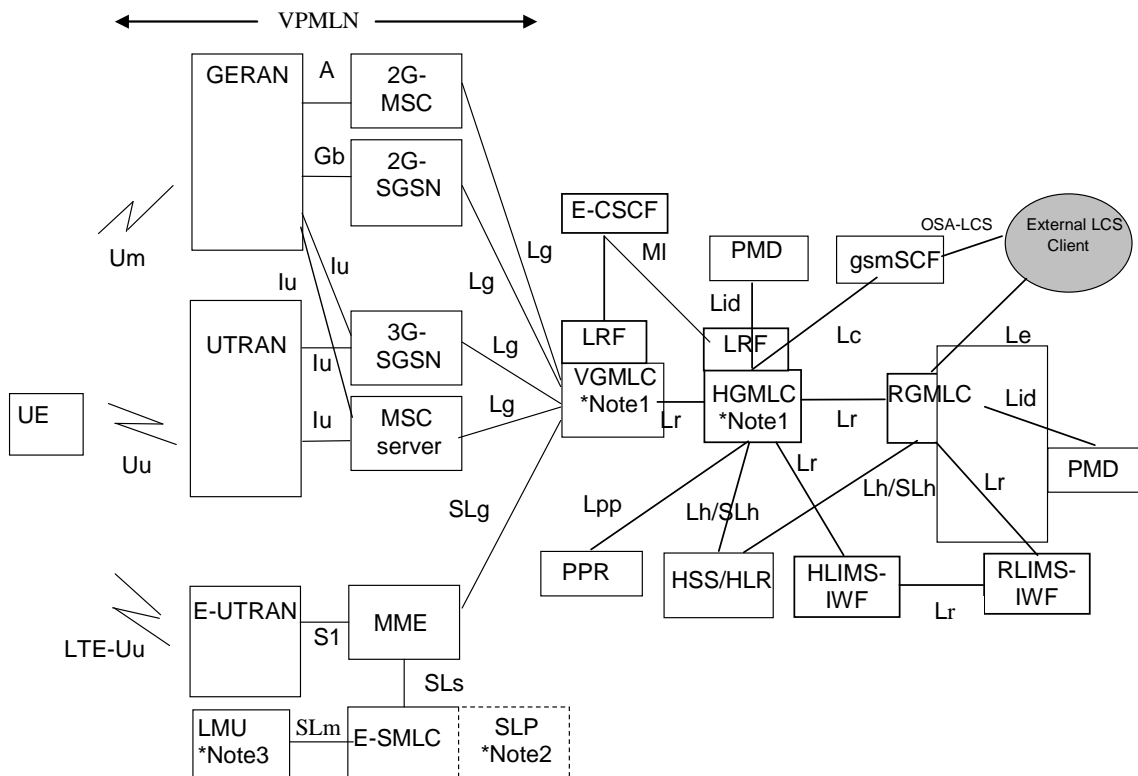 VPMLN
GERAN
A
2G-
MSC
Gb
2G-
SGSN
Um
Iu
Iu
Lg
Lg
E-CSCF
Ml
PMD
Lid
gsmSCF
OSA-LCS
External LCS
Client
UTRAN
Iu
3G-
SGSN
Lg
LRF
LRF
Lc
Le
UE
Uu
Iu
MSC
server
Lg
VGMLC
*Note1
Lr
HGMLC
*Note1
Lr
RGMLC
Lid
PMD
SLg
Lpp
Lh/SLh
Lr
Lh/SLh
Lr
PPR
HSS/HLR
HLIMS-
IWF
Lr
RLIMS-
IWF
LTE-Uu
E-UTRAN
S1
MME
SLs
LMU
*Note3
SLm
E-SMLC
SLP
*Note2